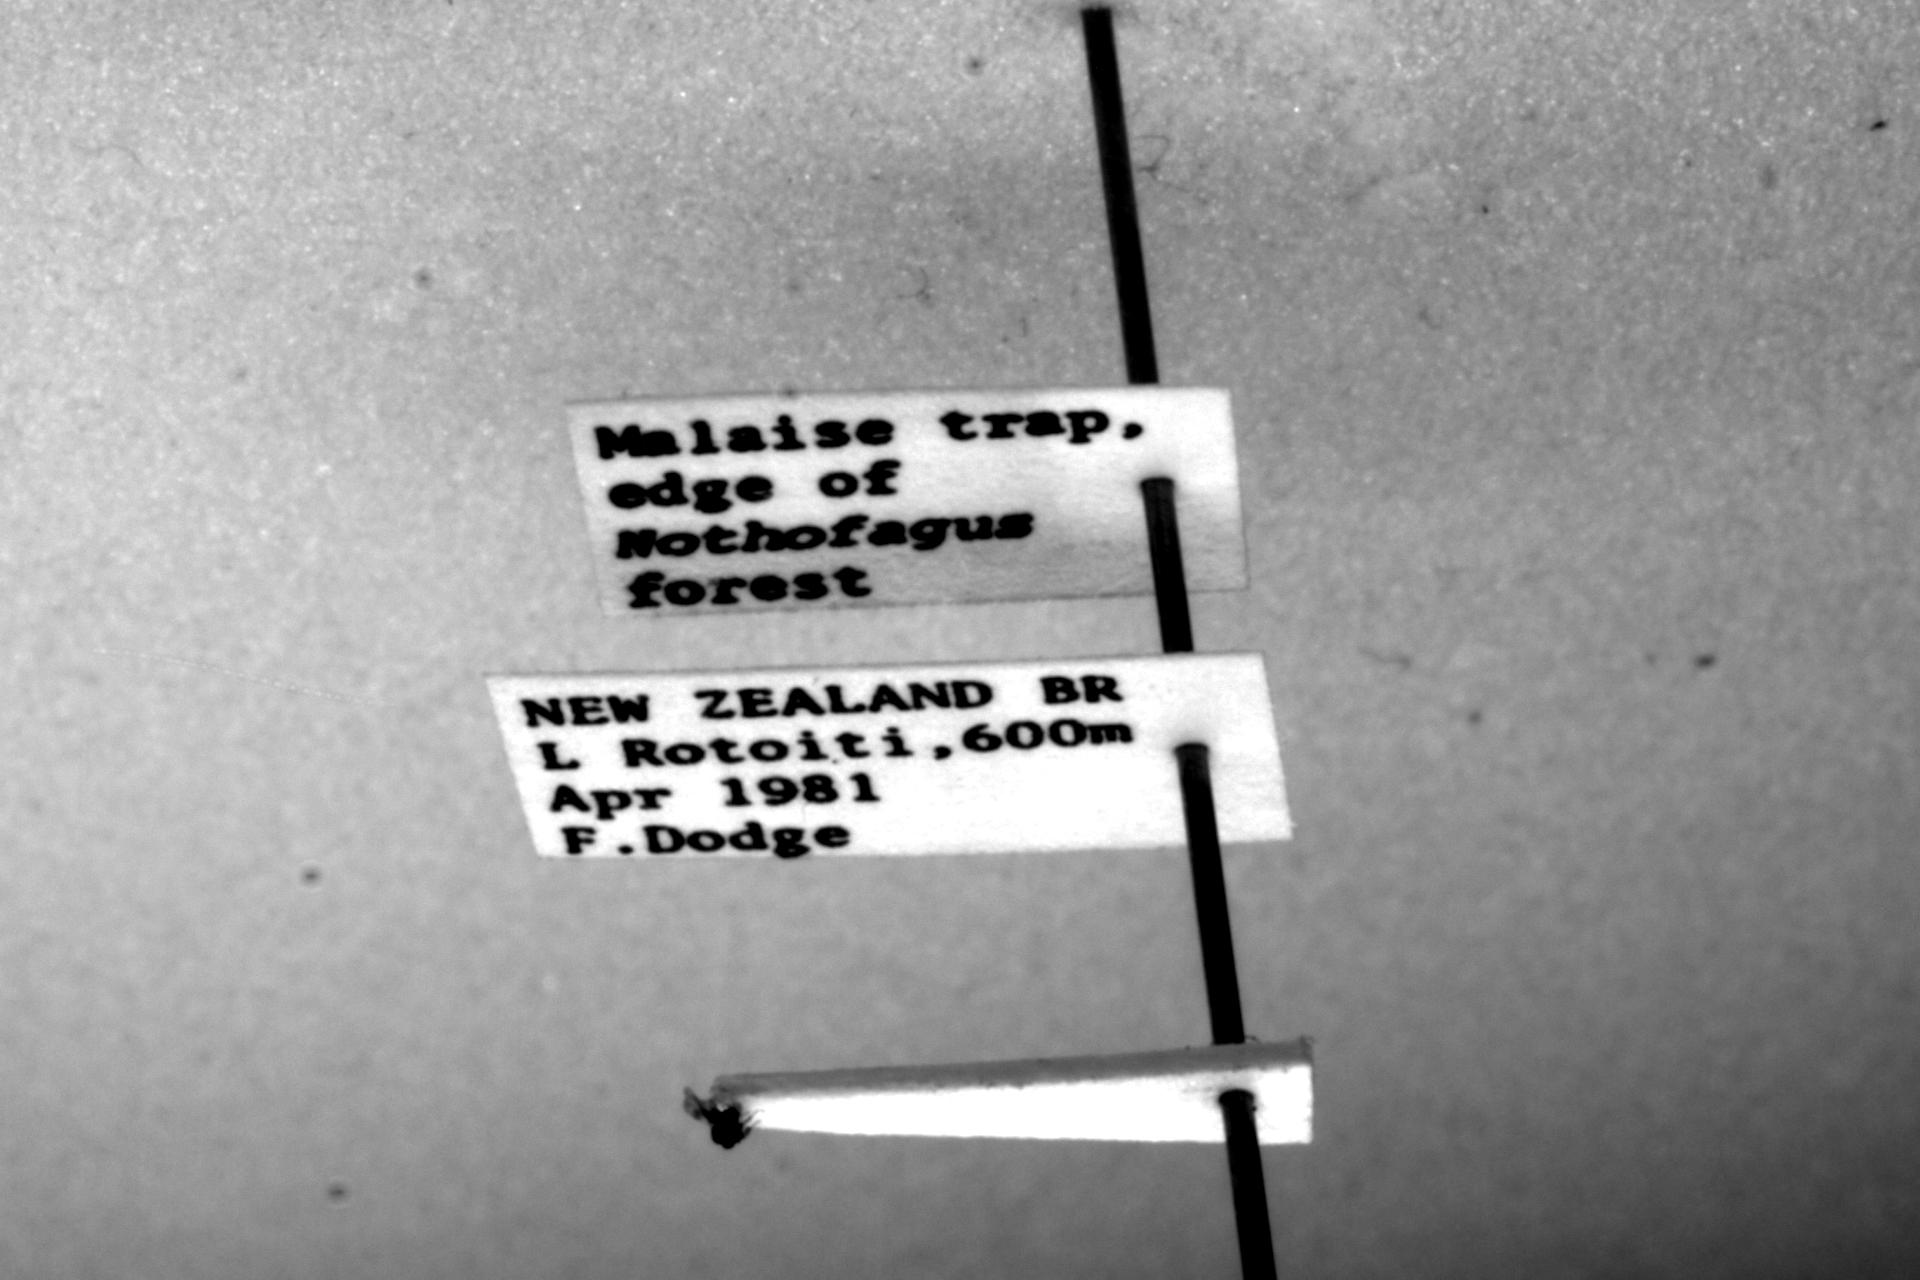 Malaise trap,
edge of
Nothofagus
forest
NEW ZEALAND BR
L Rotoiti,600m
Apr 1981
F.Dodge